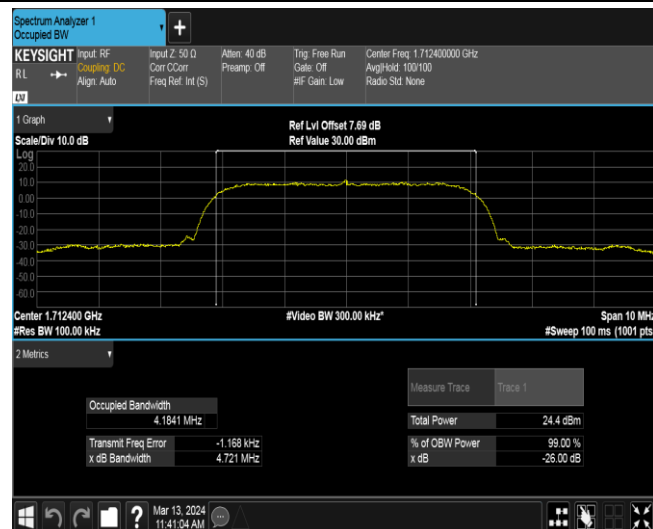 Spectrum Analyzer 1
Occupied BW
+
KEYSIGHT
RL
LXI
Input: RF
Coupling: DC
Align: Auto
Input Z: 50 Ω
Corr CCorr
Freq Ref: Int (S)
Atten: 40 dB
Preamp: Off
Trig: Free Run
Gate: Off
#IF Gain: Low
Center Freq: 1.712400000 GHz
Avg|Hold: 100/100
Radio Std: None
1 Graph
Scale/Div 10.0 dB
Ref Lvl Offset 7.69 dB
Ref Value 30.00 dBm
Log
20.0
10.0
0.00
-10.0
-20.0
-30.0
-40.0
-50.0
-60.0
Center 1.712400 GHz
#Res BW 100.00 kHz
#Video BW 300.00 kHz*
Span 10 MHz
#Sweep 100 ms (1001 pts
2 Metrics
Measure Trace Trace 1
Occupied Bandwidth
4.1841 MHz
Total Power 24.4 dBm
Transmit Freq Error -1.168 kHz
% of OBW Power 99.00 %
x dB Bandwidth 4.721 MHz
x dB -26.00 dB
?
Mar 13, 2024
11:41:04 AM